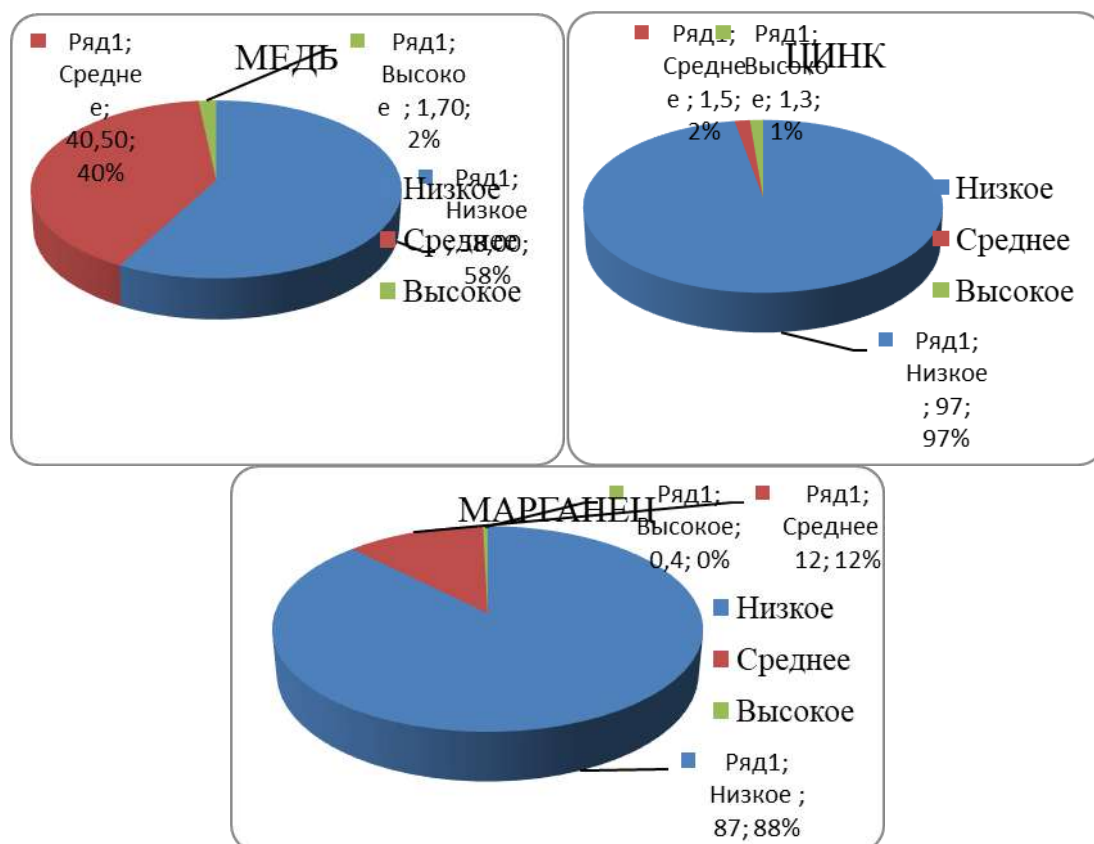 МЕДЬ
Ряд1;
Средне
е;
40,50;
40%
Ряд1;
Высоко
е ; 1,70;
2%
Ряд1;
Низкое
58%
Низкое
Среднее
Высокое
ЦИНК
Ряд1;
Средне
е ; 1,5;
2%
Ряд1;
Высоко
е; 1,3;
1%
Низкое
Среднее
Высокое
Ряд1;
Низкое
; 97;
97%
МАРГАНЕЦ
Ряд1;
Высокое;
0,4; 0%
Ряд1;
Среднее
12; 12%
Низкое
Среднее
Высокое
Ряд1;
Низкое ;
87; 88%